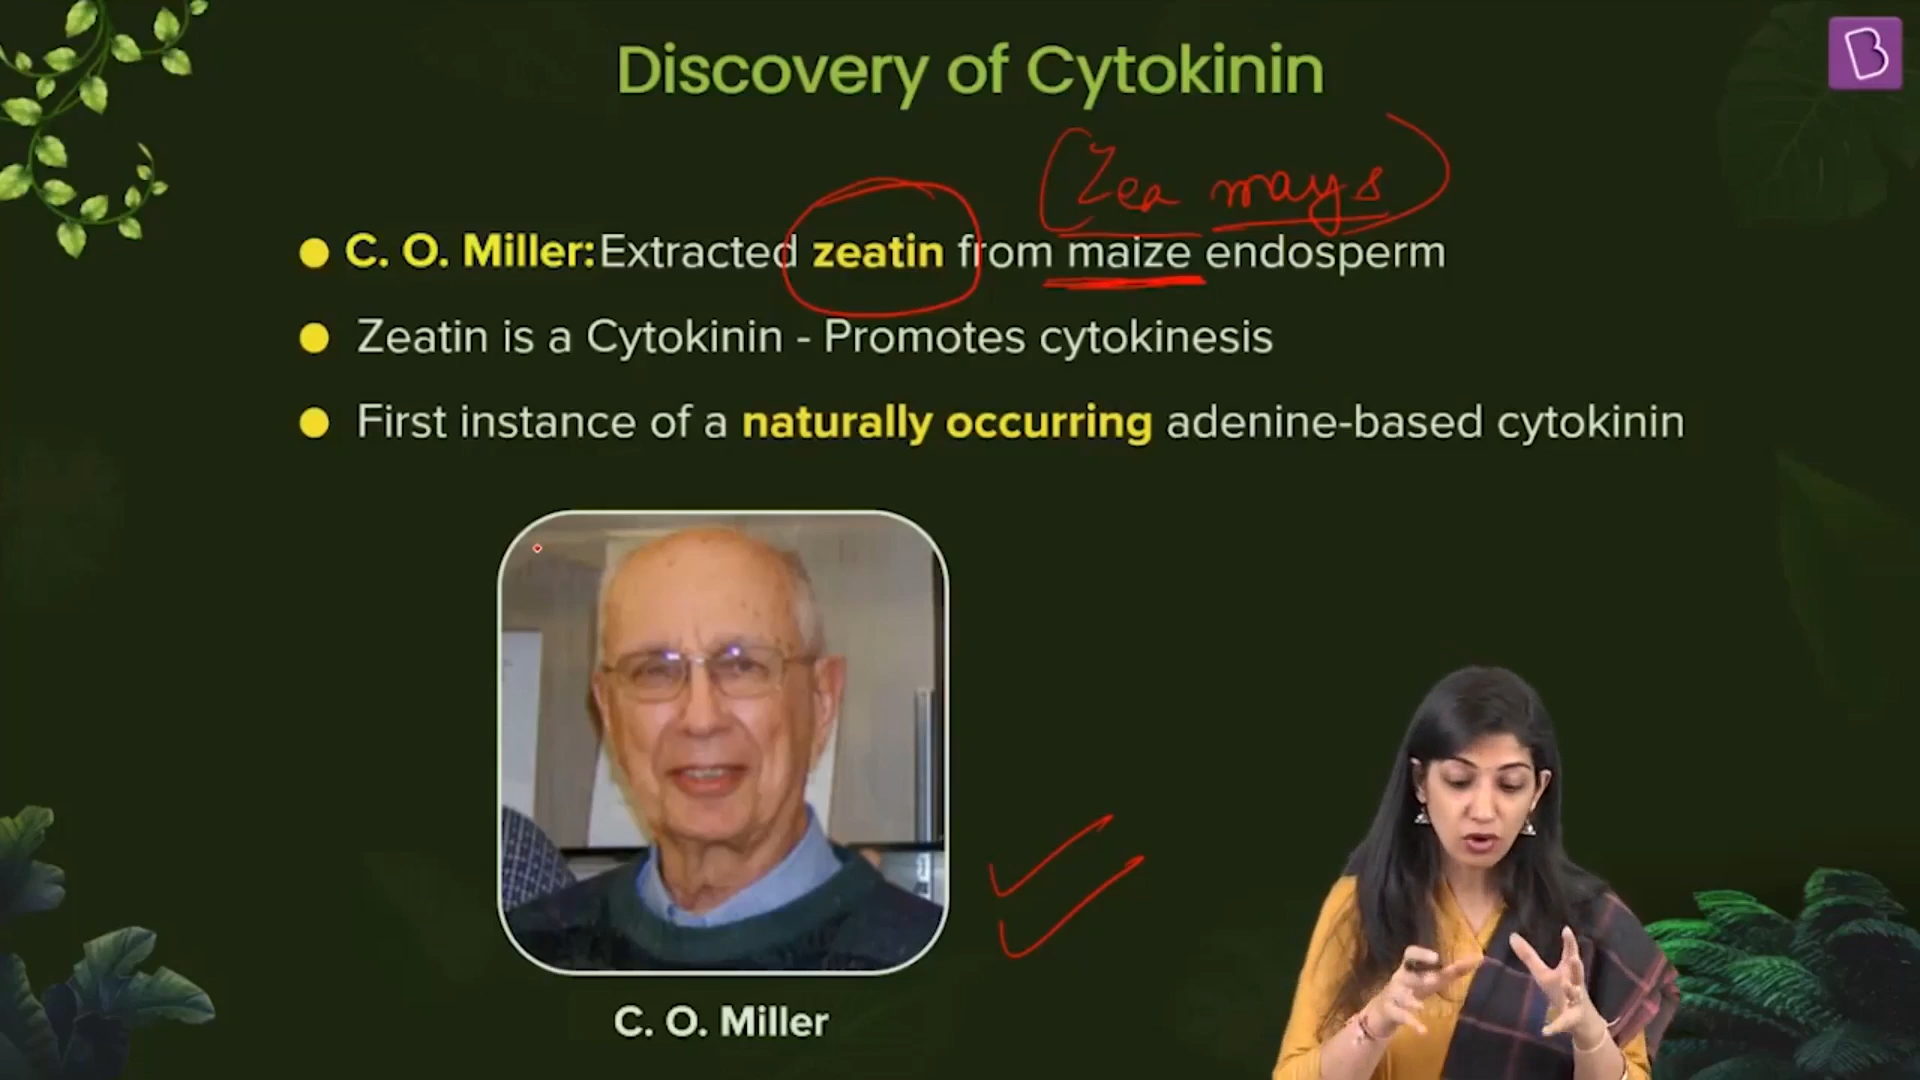 Discovery of Cytokinin
(Zea mays)
C. O. Miller: Extracted zeatin from maize endosperm
Zeatin is a Cytokinin - Promotes cytokinesis
First instance of a naturally occurring adenine-based cytokinin
C. O. Miller